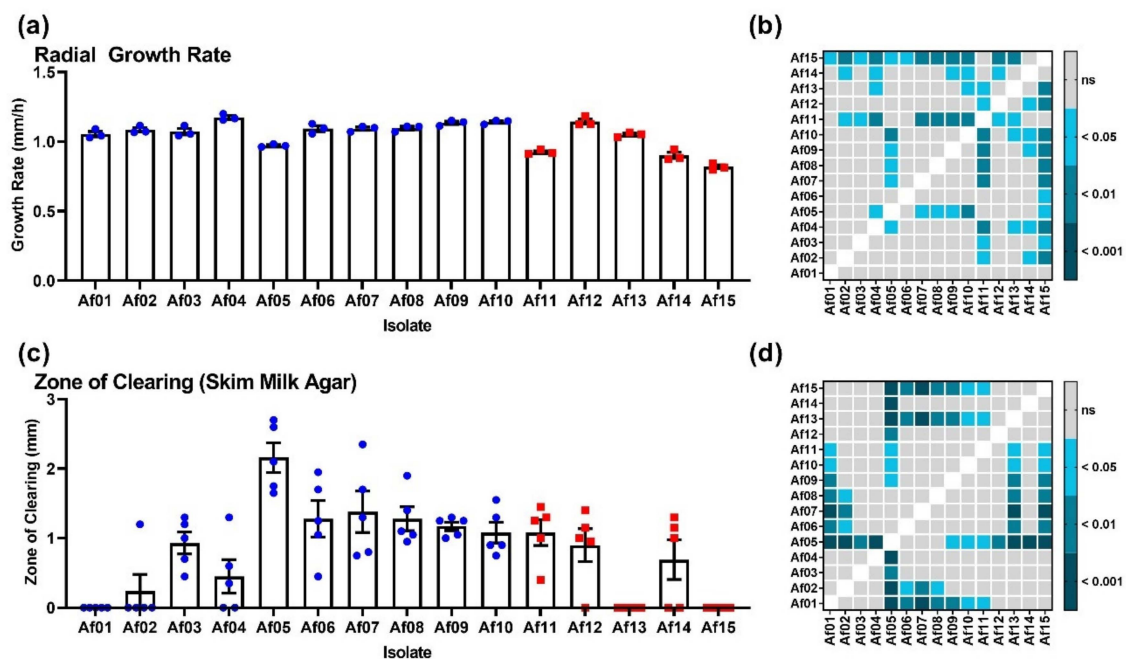 (a)
Radial Growth Rate
Growth Rate (mm/h)
1.5
1.0
0.5
0.0
Af01 Af02 Af03 Af04 Af05 Af06 Af07 Af08 Af09 Af10 Af11 Af12 Af13 Af14 Af15
Isolate
(b)
Af15
Af14
Af13
Af12
Af11
Af10
Af09
Af08
Af07
Af06
Af05
Af04
Af03
Af02
Af01
Af01 Af02 Af03 Af04 Af05 Af06 Af07 Af08 Af09 Af10 Af11 Af12 Af13 Af14 Af15
ns
< 0.05
< 0.01
< 0.001
(c)
Zone of Clearing (Skim Milk Agar)
Zone of Clearing (mm)
3
2
1
0
Af01 Af02 Af03 Af04 Af05 Af06 Af07 Af08 Af09 Af10 Af11 Af12 Af13 Af14 Af15
Isolate
(d)
Af15
Af14
Af13
Af12
Af11
Af10
Af09
Af08
Af07
Af06
Af05
Af04
Af03
Af02
Af01
Af01 Af02 Af03 Af04 Af05 Af06 Af07 Af08 Af09 Af10 Af11 Af12 Af13 Af14 Af15
ns
< 0.05
< 0.01
< 0.001